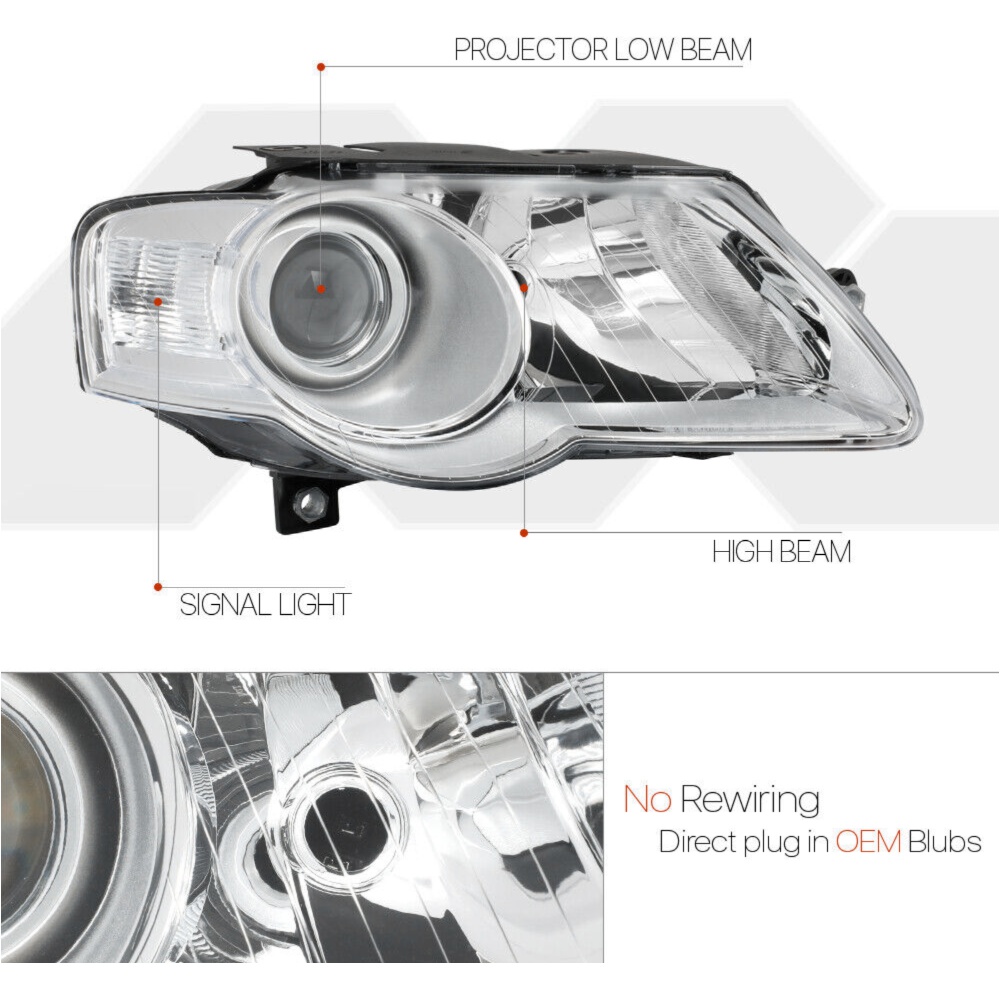 PROJECTOR LOW BEAM
HIGH BEAM
SIGNAL LIGHT
No Rewiring
Direct plug in OEM Blubs